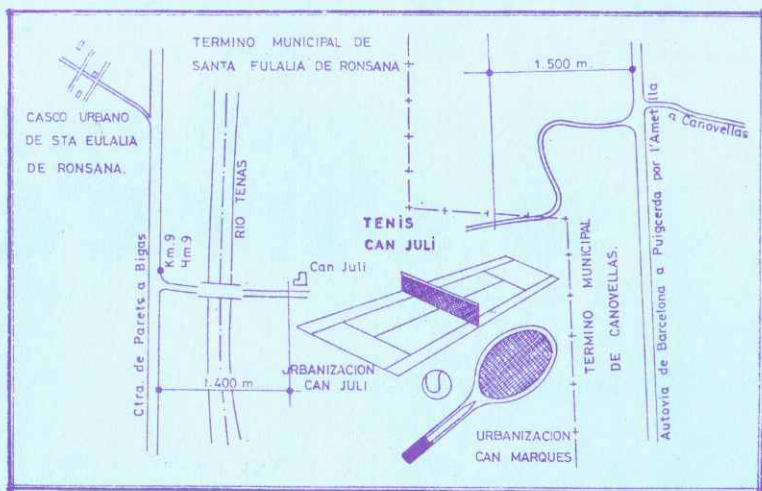 TERMINO MUNICIPAL DE
SANTA EULALIA DE RONSANA
1.500 m.
CASCO URBANO
DE STA EULALIA
DE RONSANA.
a Canovellas
RIO TENAS
TENIS
CAN JULI
Km.9
Hm.9
Can Juli
Ctra. de Parets a Bigas
TERMINO MUNICIPAL
DE CANOVELLAS.
Autovia de Barcelona a Puigcerda por l'Ametlla
URBANIZACION
CAN JULI
1.400 m.
URBANIZACION
CAN MARQUES